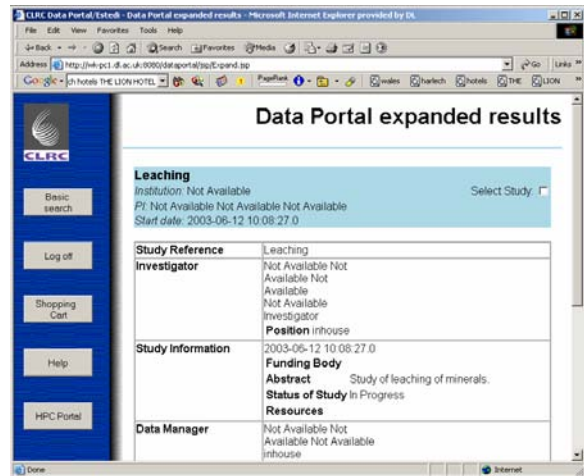 CLRC Data Portal/Estedi - Data Portal expanded results - Microsoft Internet Explorer provided by DL
File Edit View Favorites Tools Help
Back Search Favorites Media
Address http://wk-pc1.dl.ac.uk:8080/dataportal/jsp/Expand.jsp Go Links »
Google ch hotels THE LION HOTEL PageRank wales harlech hotels THE LION »
CLRC
Data Portal expanded results
Leaching
Institution: Not Available Select Study:
PI: Not Available Not Available Not Available
Start date: 2003-06-12 10:08:27.0
Basic
search
Log off
Shopping
Cart
Help
HPC Portal
Study Reference Leaching
Investigator Not Available Not
Available Not
Available
Not Available
Investigator
Position inhouse
Study Information 2003-06-12 10:08:27.0
Funding Body
Abstract Study of leaching of minerals.
Status of Study In Progress
Resources
Data Manager Not Available Not
Available Not Available
inhouse
Done Internet